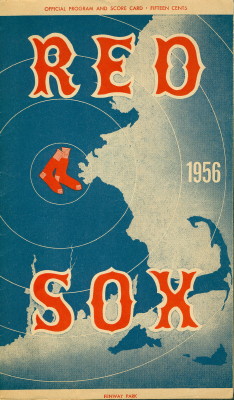 OFFICIAL PROGRAM AND SCORE CARD - FIFTEEN CENTS
RED
1956
SOX
FENWAY PARK